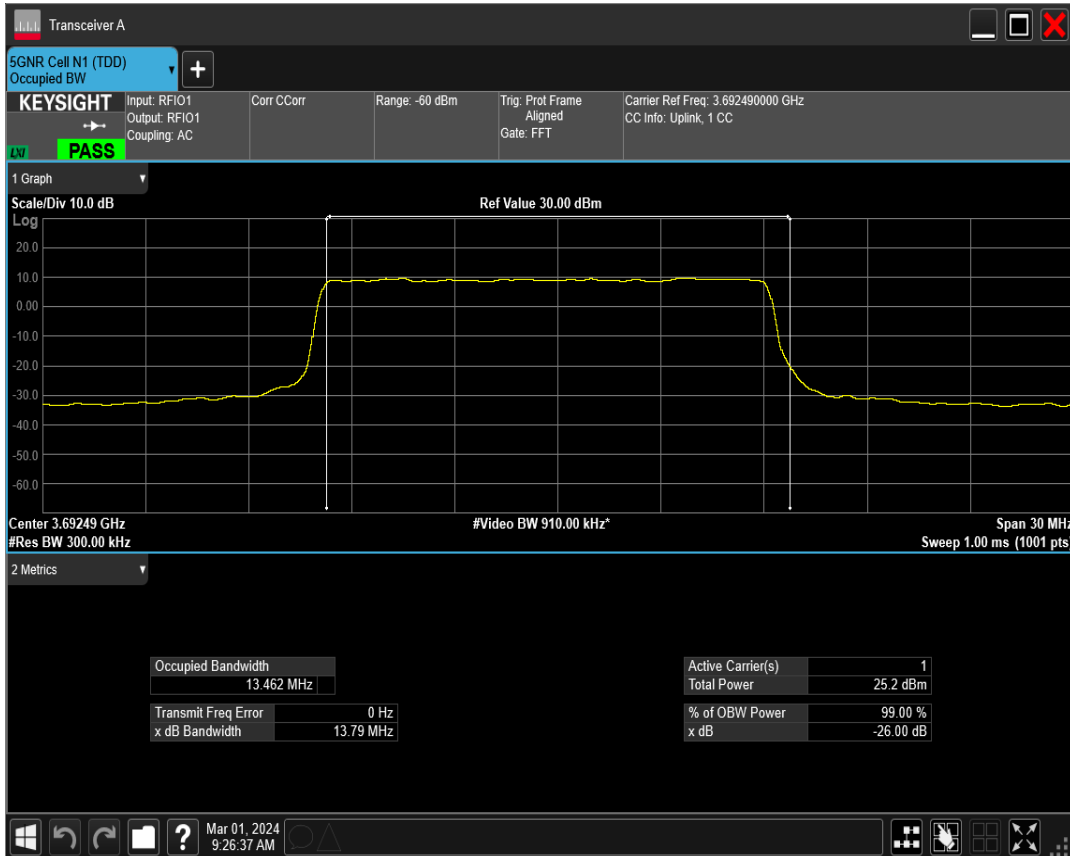 Transceiver A
5GNR Cell N1 (TDD)
Occupied BW
KEYSIGHT
LXI
PASS
Input: RFIO1
Output: RFIO1
Coupling: AC
Corr CCorr
Range: -60 dBm
Trig: Prot Frame
Aligned
Gate: FFT
Carrier Ref Freq: 3.692490000 GHz
CC Info: Uplink, 1 CC
1 Graph
Scale/Div 10.0 dB
Ref Value 30.00 dBm
Log
20.0
10.0
0.00
-10.0
-20.0
-30.0
-40.0
-50.0
-60.0
Center 3.69249 GHz
#Video BW 910.00 kHz*
Span 30 MHz
#Res BW 300.00 kHz
Sweep 1.00 ms (1001 pts)
2 Metrics
Occupied Bandwidth
13.462 MHz
Transmit Freq Error 0 Hz
x dB Bandwidth 13.79 MHz
Active Carrier(s) 1
Total Power 25.2 dBm
% of OBW Power 99.00 %
x dB -26.00 dB
?
Mar 01, 2024
9:26:37 AM